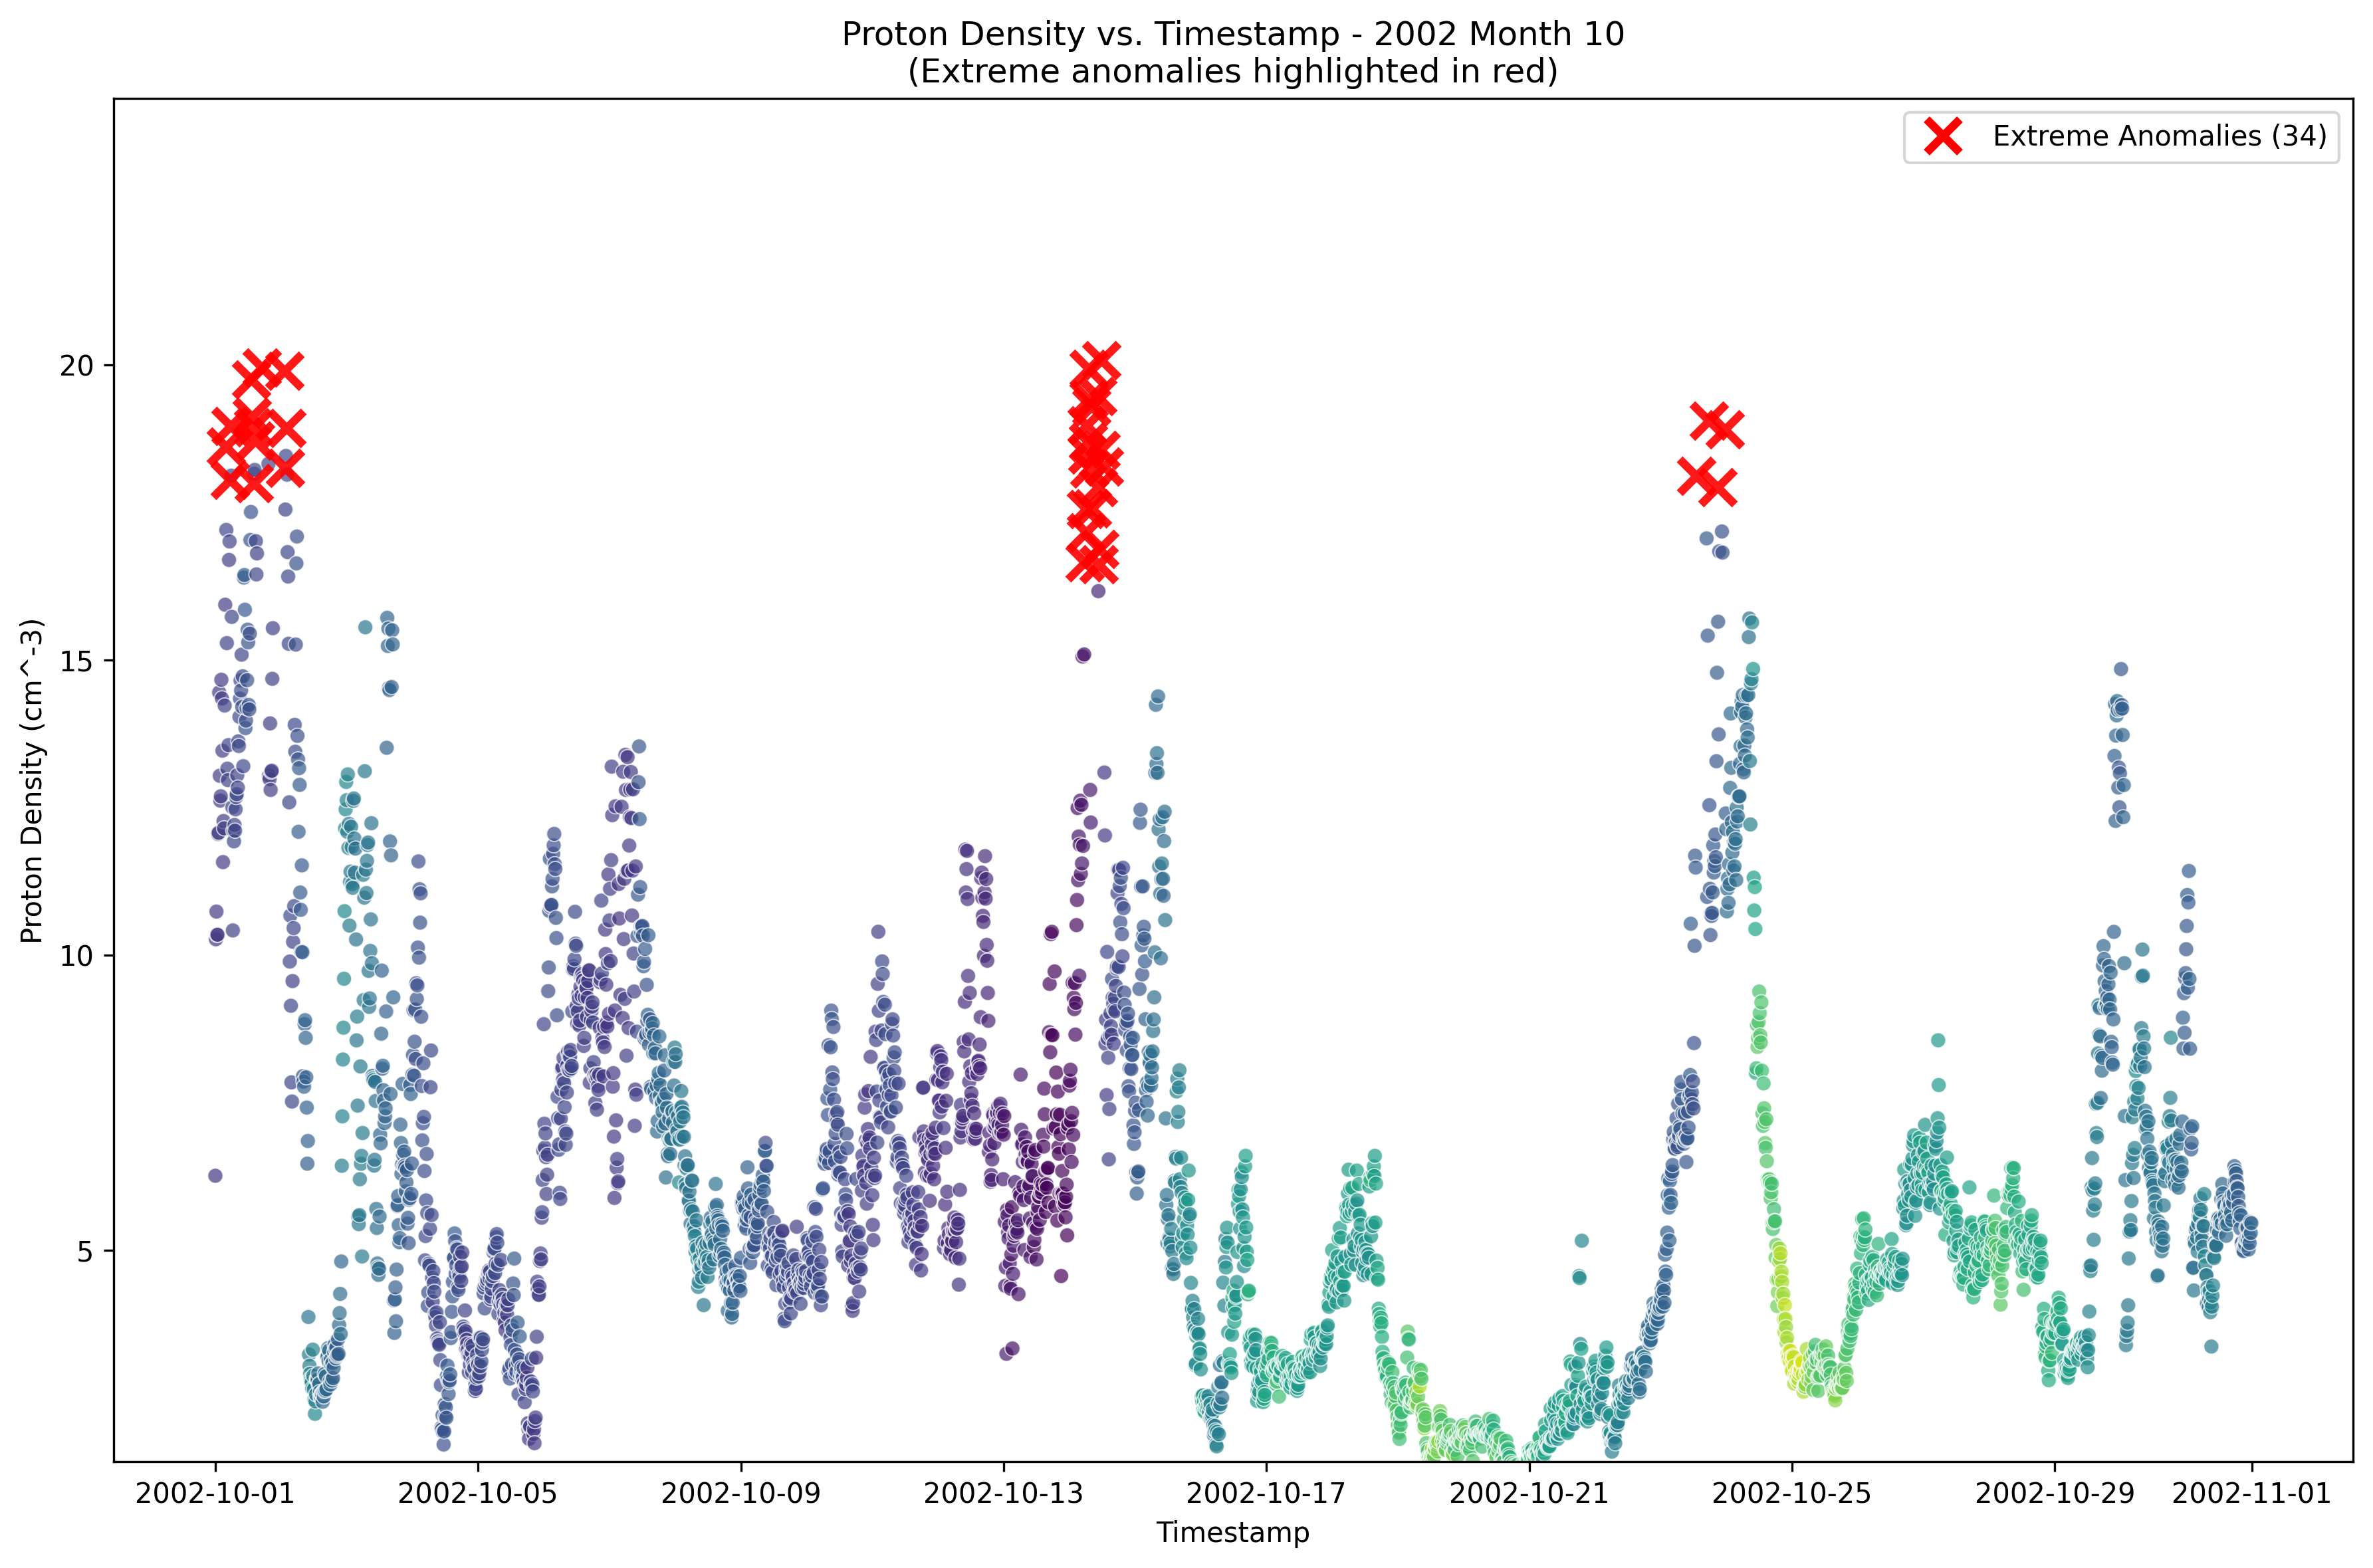 Proton Density vs. Timestamp - 2002 Month 10
(Extreme anomalies highlighted in red)
Extreme Anomalies (34)
Proton Density (cm^-3)
20
15
10
5
2002-10-01
2002-10-05
2002-10-09
2002-10-13
2002-10-17
2002-10-21
2002-10-25
2002-10-29
2002-11-01
Timestamp